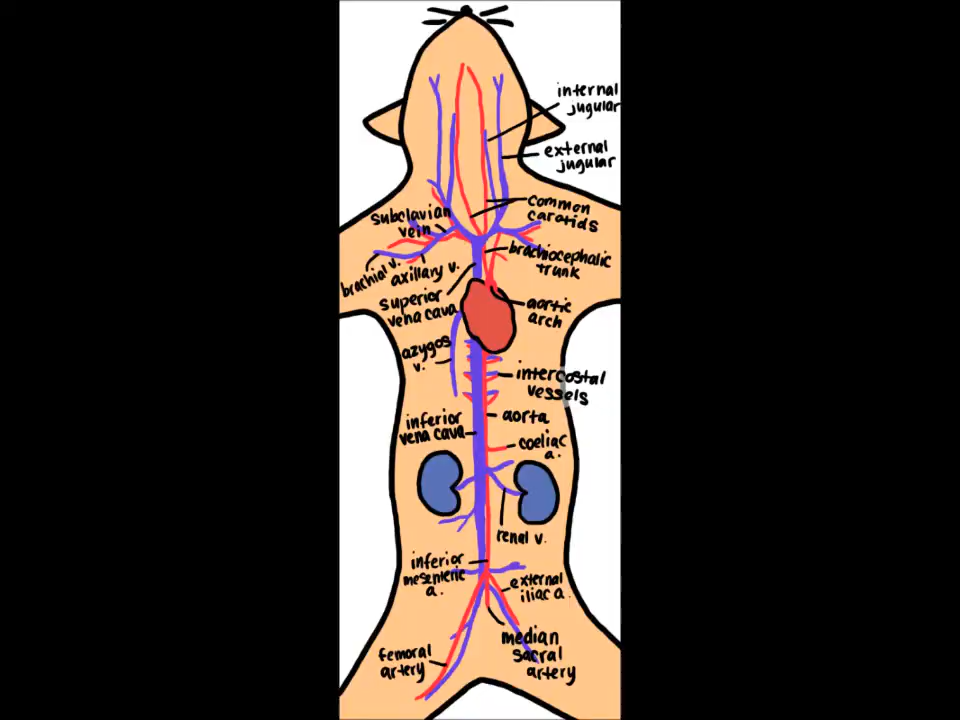 internal
jugular
external
jugular
common
carotids
subclavian
vein
brachiocephalic
trunk
brachial v.
axillary v.
superior
vena cava
aortic
arch
azygos
v.
intercostal
vessels
aorta
inferior
vena cava
coeliac
a.
renal v.
inferior
mesenteric
a.
external
iliac a.
median
sacral
artery
femoral
artery